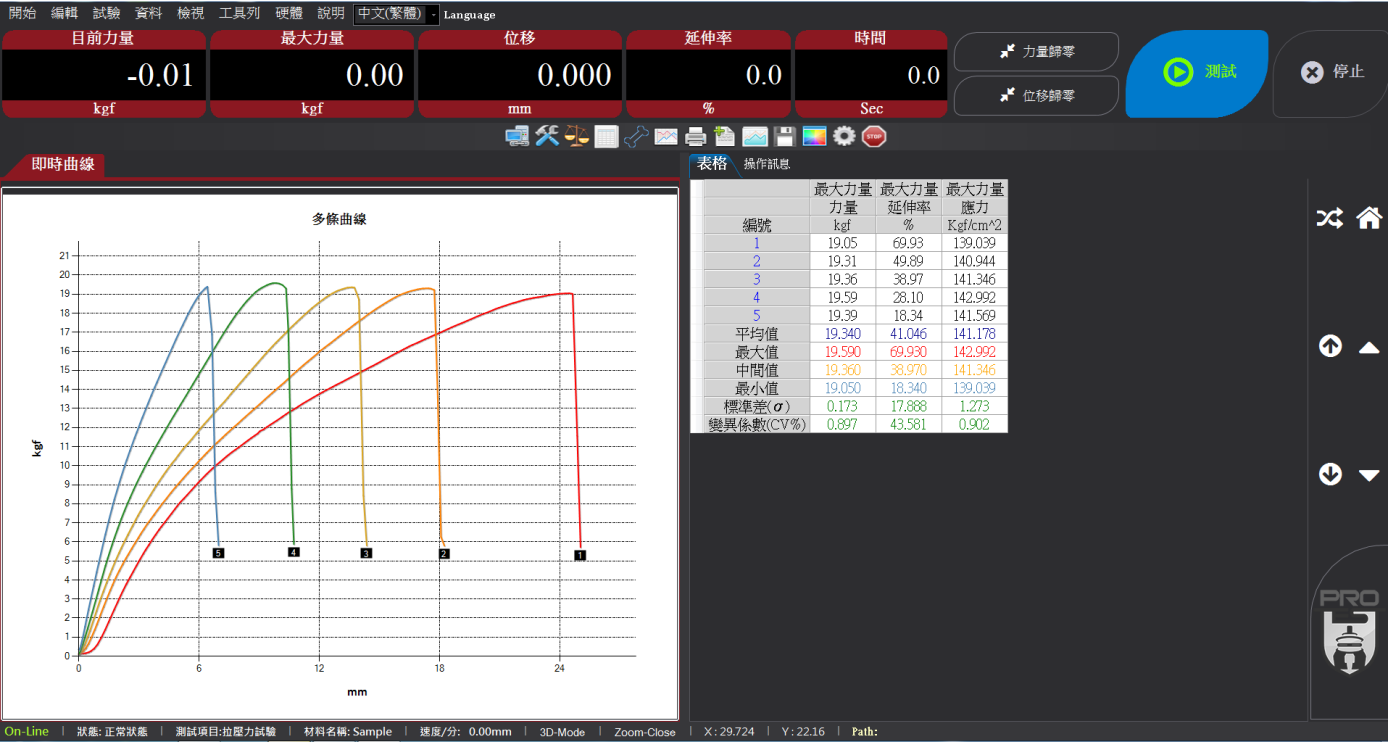 開始 編輯 試驗 資料 檢視 工具列 硬體 說明 中文(繁體) Language
目前力量 最大力量 位移 延伸率 時間
-0.01 0.00 0.000 0.0 0.0
kgf kgf mm % Sec
力量歸零
位移歸零
測試
停止
STOP
即時曲線
多條曲線
21
20
19
18
17
16
15
14
13
12
11
10
9
8
7
6
5
4
3
2
1
0
kgf
5 4 3 2 1
0 6 12 18 24
mm
表格 操作訊息
最大力量 最大力量 最大力量
力量 延伸率 應力
編號 kgf % Kgf/cm^2
1 19.05 69.93 139.039
2 19.31 49.89 140.944
3 19.36 38.97 141.346
4 19.59 28.10 142.992
5 19.39 18.34 141.569
平均值 19.340 41.046 141.178
最大值 19.590 69.930 142.992
中間值 19.360 38.970 141.346
最小值 19.050 18.340 139.039
標準差(σ) 0.173 17.888 1.273
變異係數(CV%) 0.897 43.581 0.902
PRO
On-Line 狀態: 正常狀態 測試項目:拉壓力試驗 材料名稱: Sample 速度/分: 0.00mm 3D-Mode Zoom-Close X : 29.724 Y : 22.16 Path: